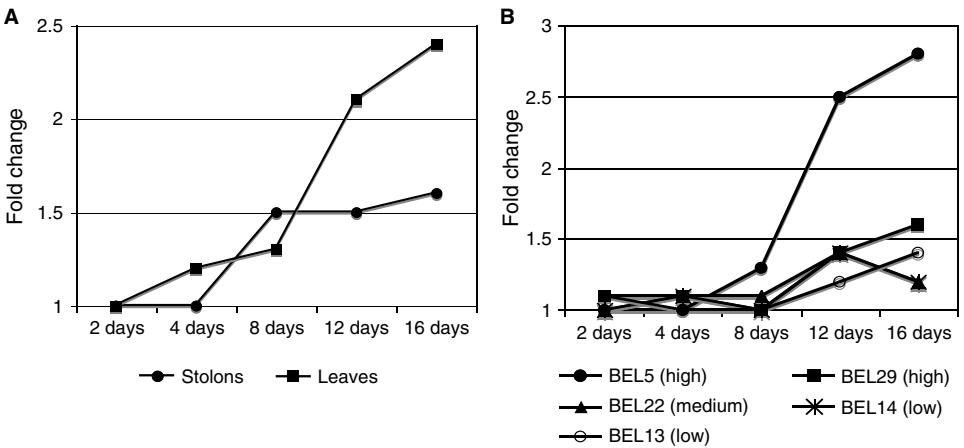 A
Fold change
2.5
2
1.5
1
2 days 4 days 8 days 12 days 16 days
Stolons Leaves
B
Fold change
3
2.5
2
1.5
1
2 days 4 days 8 days 12 days 16 days
BEL5 (high) BEL29 (high)
BEL22 (medium) BEL14 (low)
BEL13 (low)